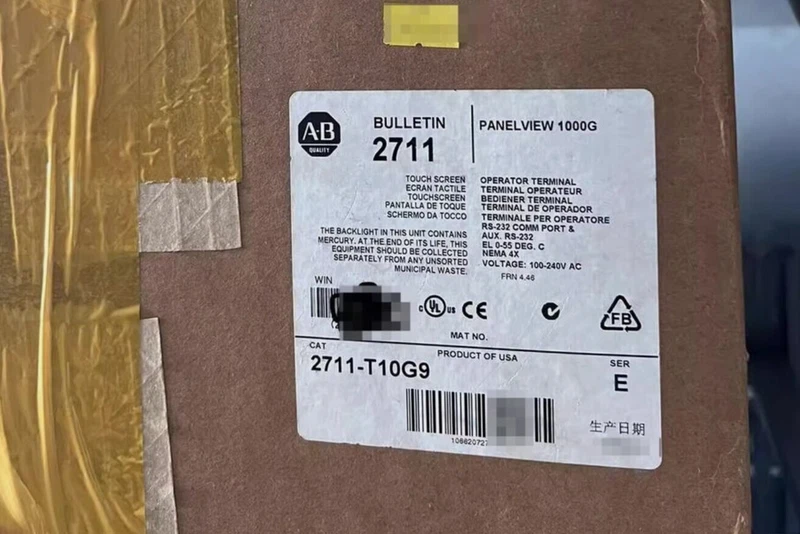 A-B
QUALITY
BULLETIN
2711
PANELVIEW 1000G
TOUCH SCREEN
ECRAN TACTILE
TOUCHSCREEN
PANTALLA DE TOQUE
SCHERMO DA TOCCO
OPERATOR TERMINAL
TERMINAL OPERATEUR
BEDIENER TERMINAL
TERMINAL DE OPERADOR
TERMINALE PER OPERATORE
RS-232 COMM PORT &
AUX. RS-232
EL 0-55 DEG. C
NEMA 4X
VOLTAGE: 100-240V AC
FRN 4.46
THE BACKLIGHT IN THIS UNIT CONTAINS
MERCURY. AT THE END OF ITS LIFE, THIS
EQUIPMENT SHOULD BE COLLECTED
SEPARATELY FROM ANY UNSORTED
MUNICIPAL WASTE.
WIN
c UL us CE
FB
MAT NO.
CAT
PRODUCT OF USA
SER
2711-T10G9
E
10662072
生产日期